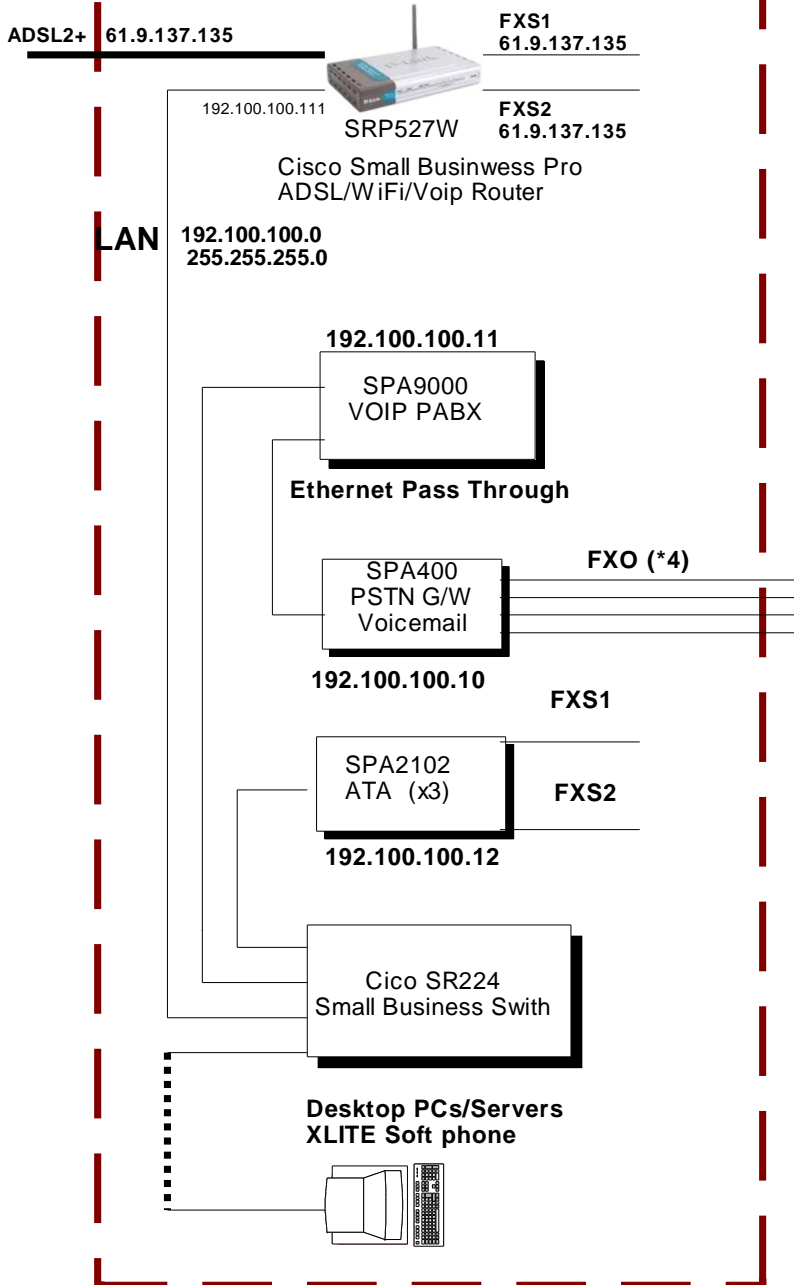 ADSL2+ 61.9.137.135
FXS1
61.9.137.135
192.100.100.111
FXS2
61.9.137.135
D-Link
SRP527W
Cisco Small Businwess Pro
ADSL/WiFi/Voip Router
LAN 192.100.100.0
255.255.255.0
192.100.100.11
SPA9000
VOIP PABX
Ethernet Pass Through
FXO (*4)
SPA400
PSTN G/W
Voicemail
192.100.100.10
FXS1
SPA2102
ATA (x3)
FXS2
192.100.100.12
Cico SR224
Small Business Swith
Desktop PCs/Servers
XLITE Soft phone